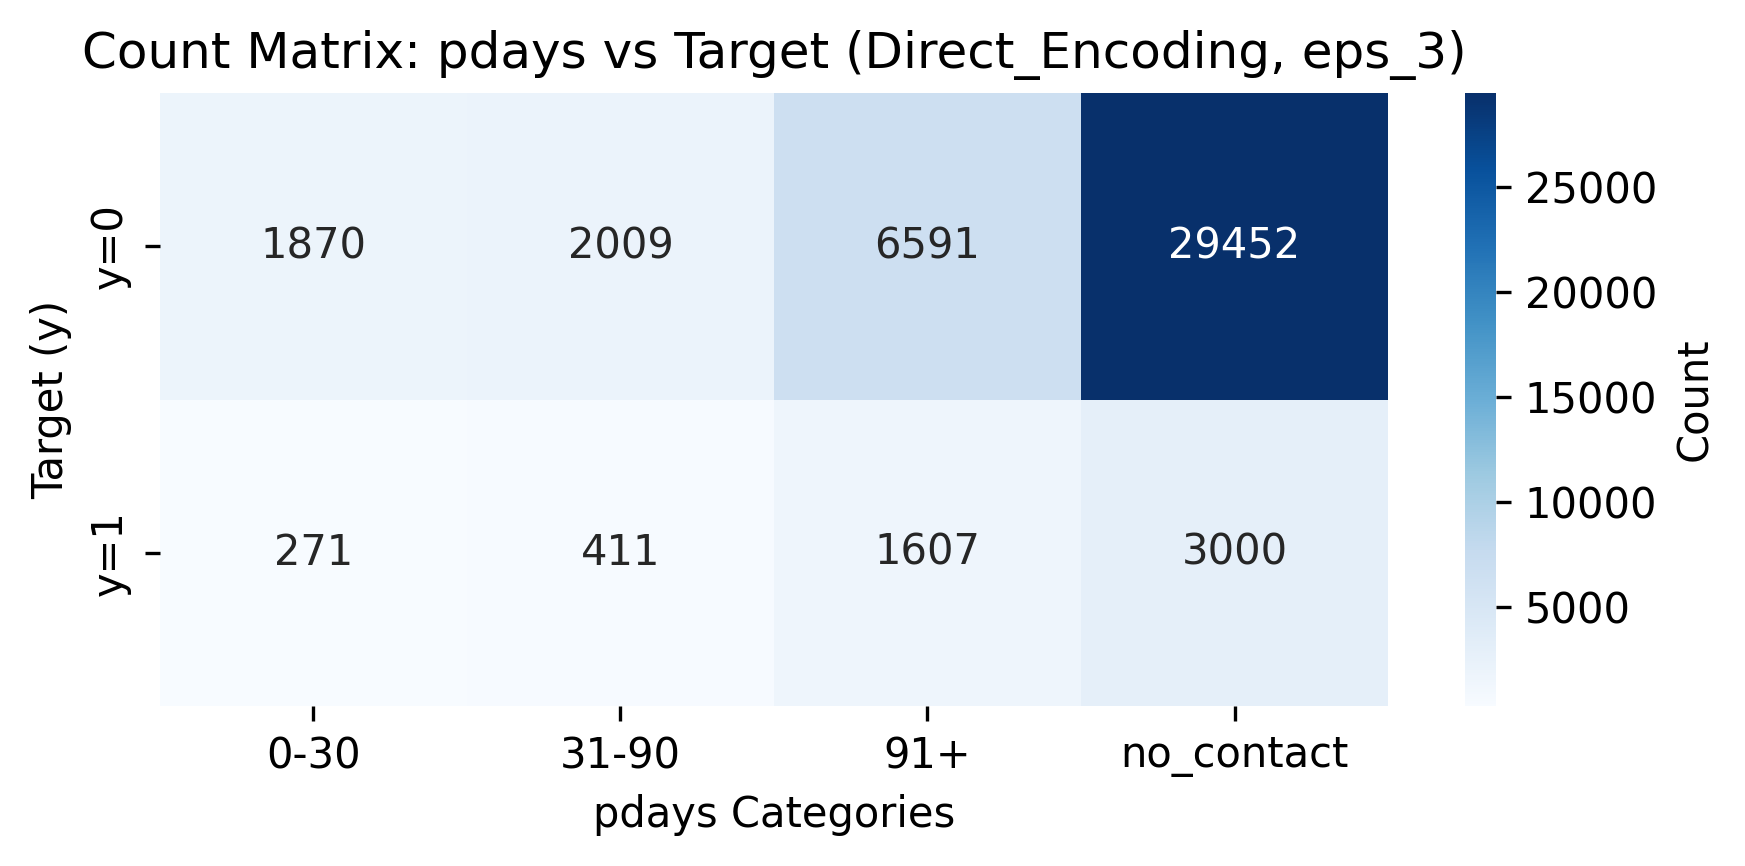 Count Matrix: pdays vs Target (Direct_Encoding, eps_3)
Target (y)
y=0
1870 2009 6591 29452
y=1
271 411 1607 3000
0-30 31-90 91+ no_contact
pdays Categories
25000
20000
15000
10000
5000
Count